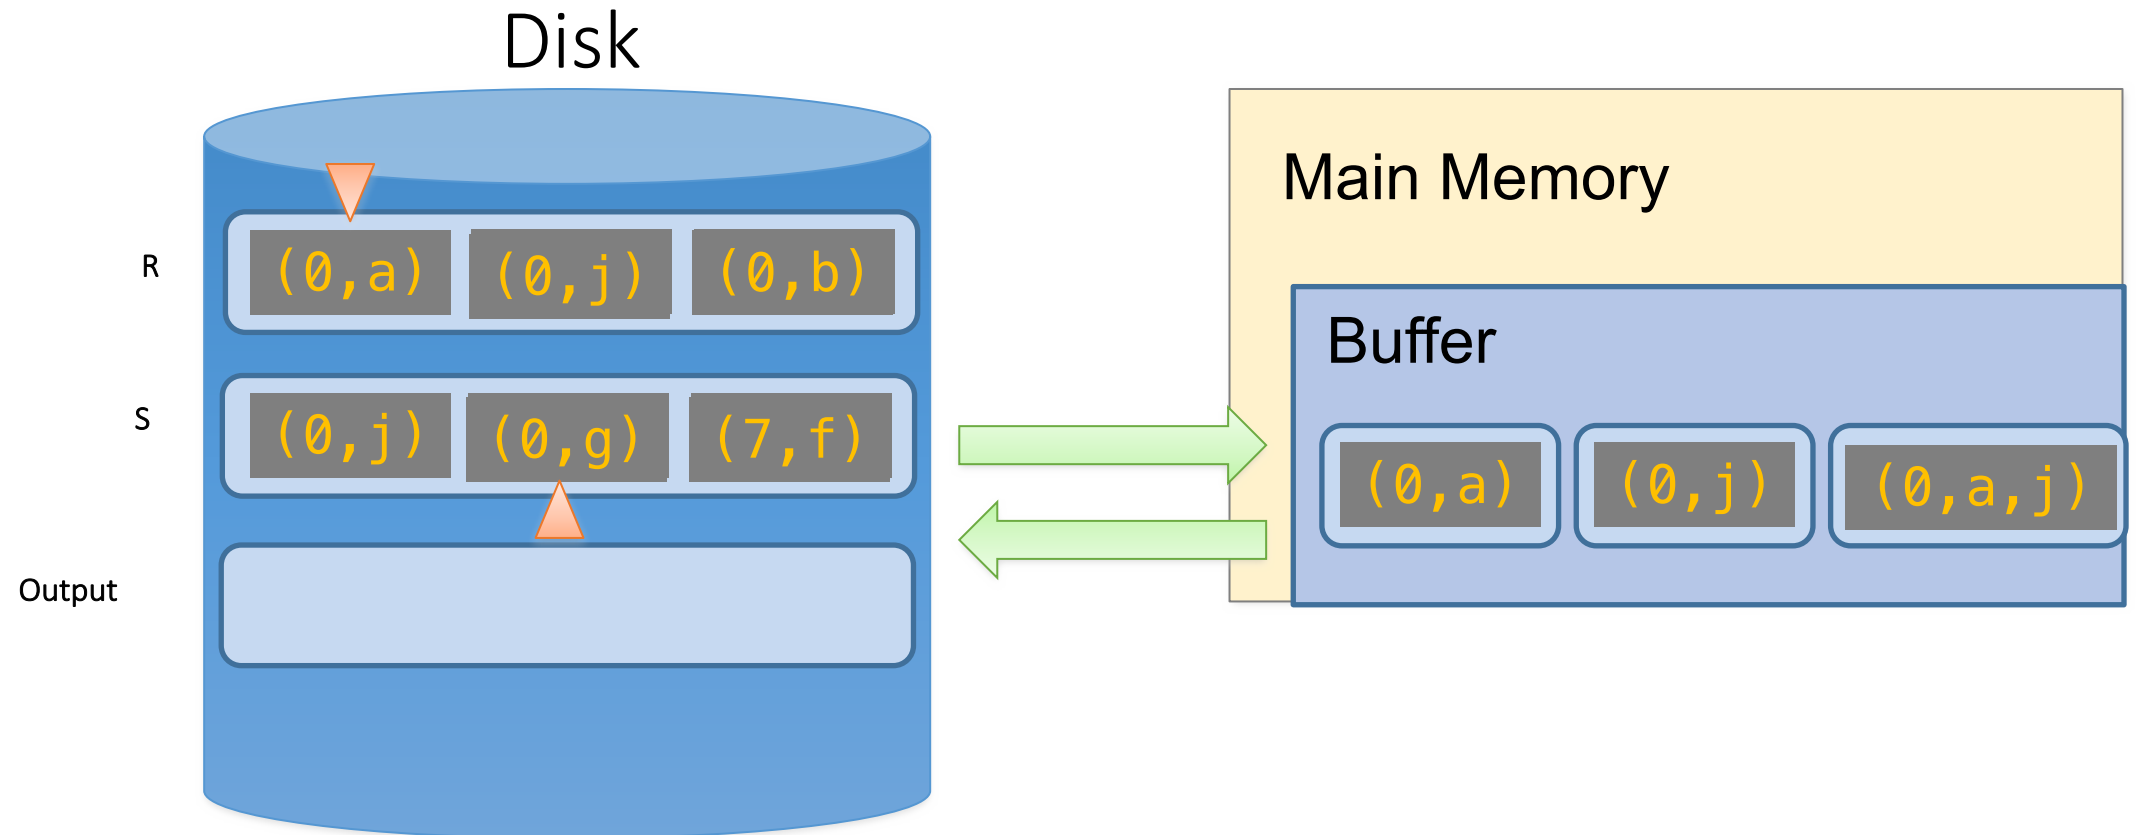 Disk
Main Memory
R
(0,a) (0,j) (0,b)
Buffer
S
(0,j) (0,g) (7,f)
(0,a) (0,j) (0,a,j)
Output